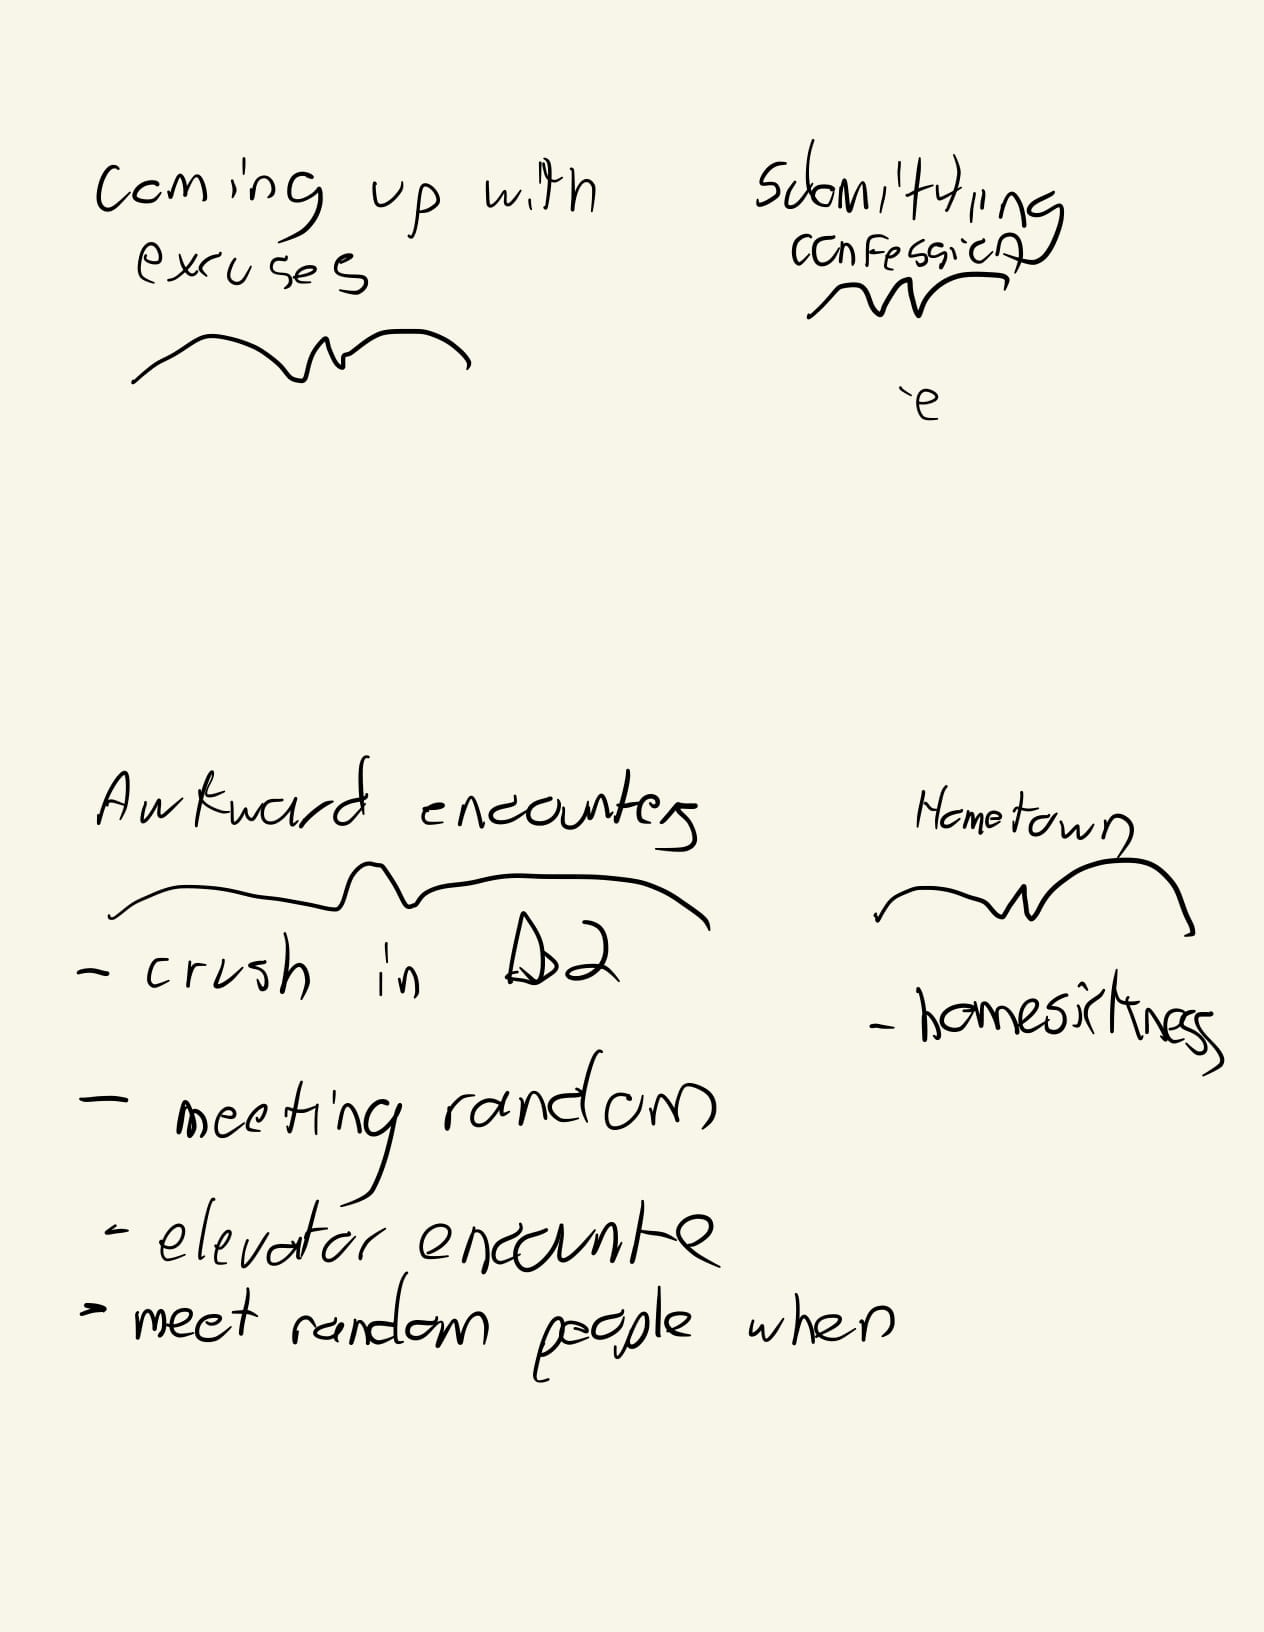 Coming up with
excuses
submitting
confession
e
Awkward encounters
- crush in D2
- meeting random
- elevator encounte
- meet random people when
Hometown
- homesickness